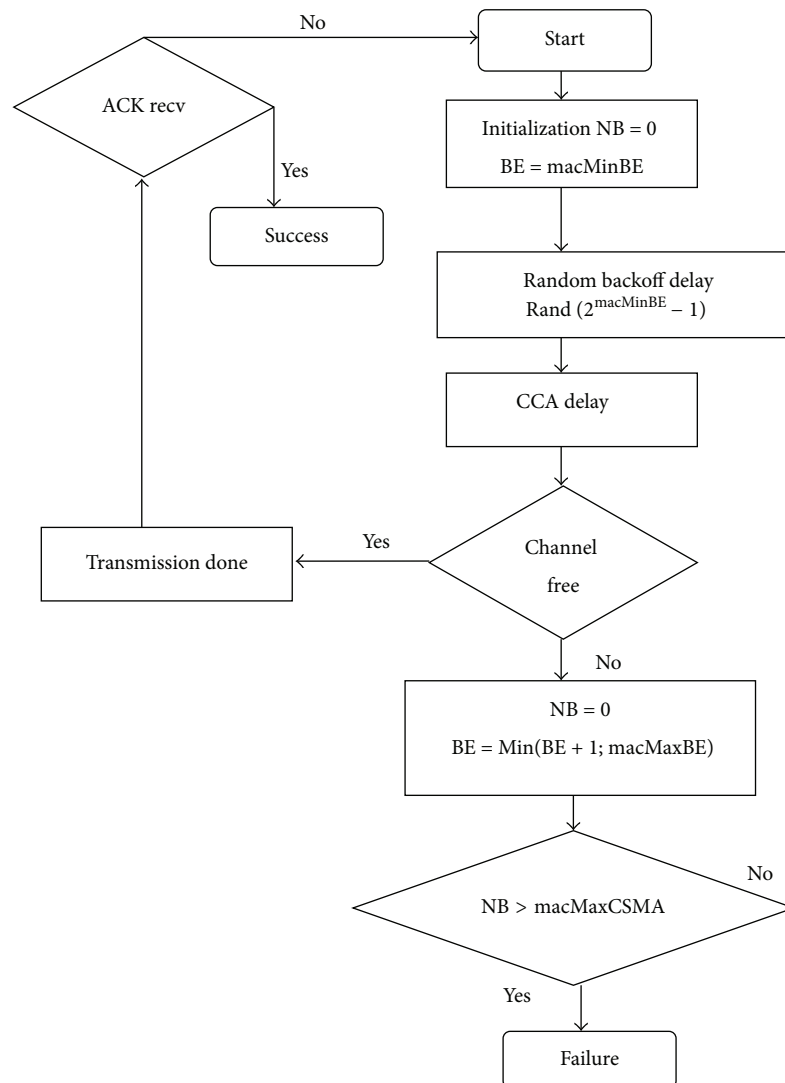 No
Start
ACK recv
Initialization NB = 0
BE = macMinBE
Yes
Success
Random backoff delay
Rand (2^macMinBE − 1)
CCA delay
Channel
free
Yes
Transmission done
No
NB = 0
BE = Min(BE + 1; macMaxBE)
No
NB > macMaxCSMA
Yes
Failure